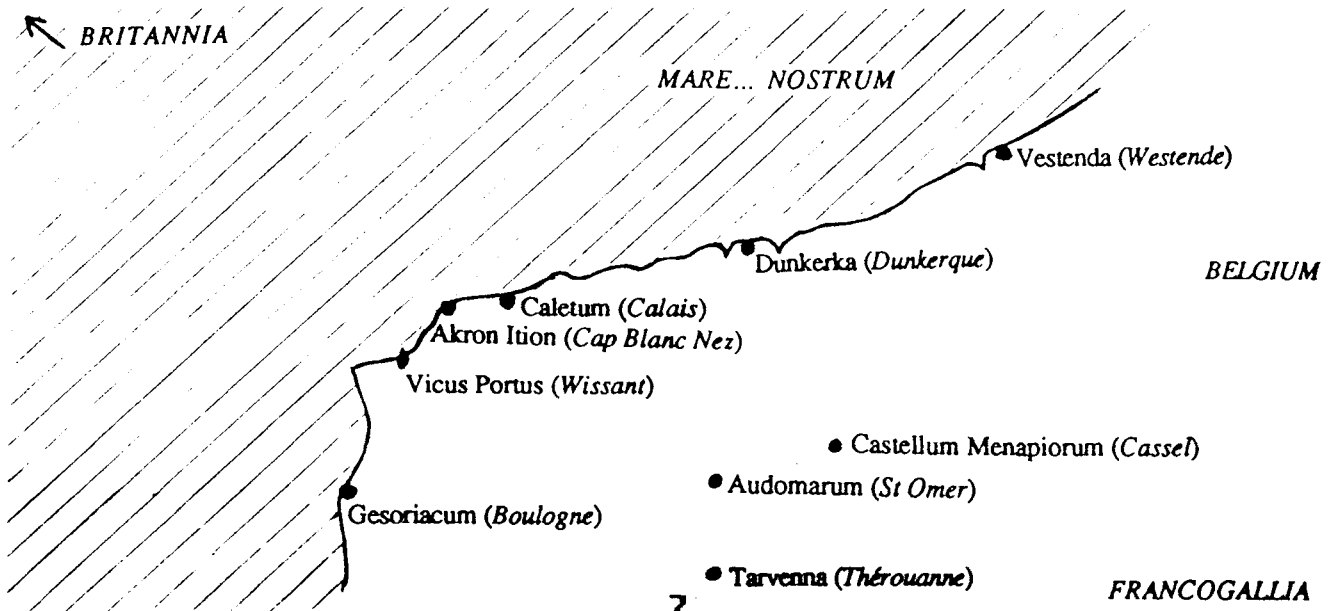 BRITANNIA
MARE... NOSTRUM
Vestenda (Westende)
Dunkerka (Dunkerque)
BELGIUM
Caletum (Calais)
Akron Ition (Cap Blanc Nez)
Vicus Portus (Wissant)
Castellum Menapiorum (Cassel)
Audomarum (St Omer)
Gesoriacum (Boulogne)
Tarvenna (Thérouanne)
FRANCOGALLIA